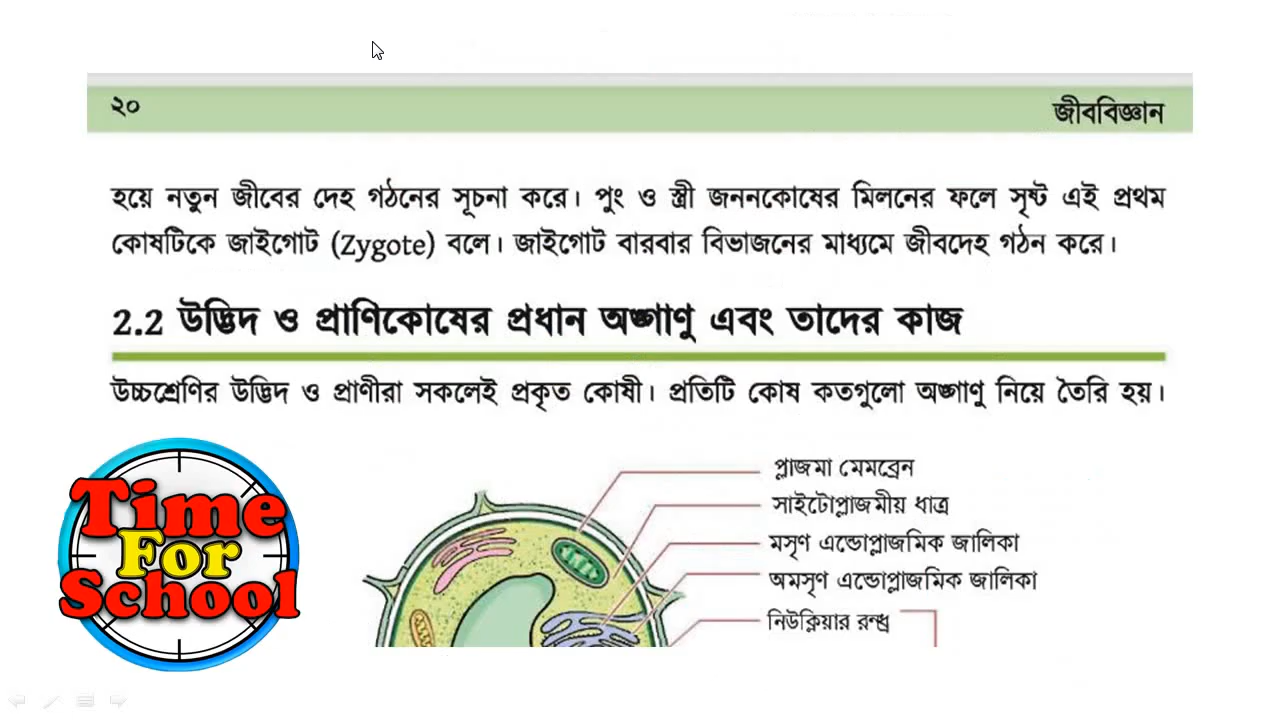 ২০
জীববিজ্ঞান
হয়ে নতুন জীবের দেহ গঠনের সূচনা করে। পুং ও স্ত্রী জননকোষের মিলনের ফলে সৃষ্ট এই প্রথম
কোষটিকে জাইগোট (Zygote) বলে। জাইগোট বারবার বিভাজনের মাধ্যমে জীবদেহ গঠন করে।
2.2 উদ্ভিদ ও প্রাণিকোষের প্রধান অঙ্গাণু এবং তাদের কাজ
উচ্চশ্রেণির উদ্ভিদ ও প্রাণীরা সকলেই প্রকৃত কোষী। প্রতিটি কোষ কতগুলো অঙ্গাণু নিয়ে তৈরি হয়।
প্লাজমা মেমব্রেন
সাইটোপ্লাজমীয় ধাত্র
মসৃণ এন্ডোপ্লাজমিক জালিকা
অমসৃণ এন্ডোপ্লাজমিক জালিকা
নিউক্লিয়ার রন্ধ্র
Time
For
School